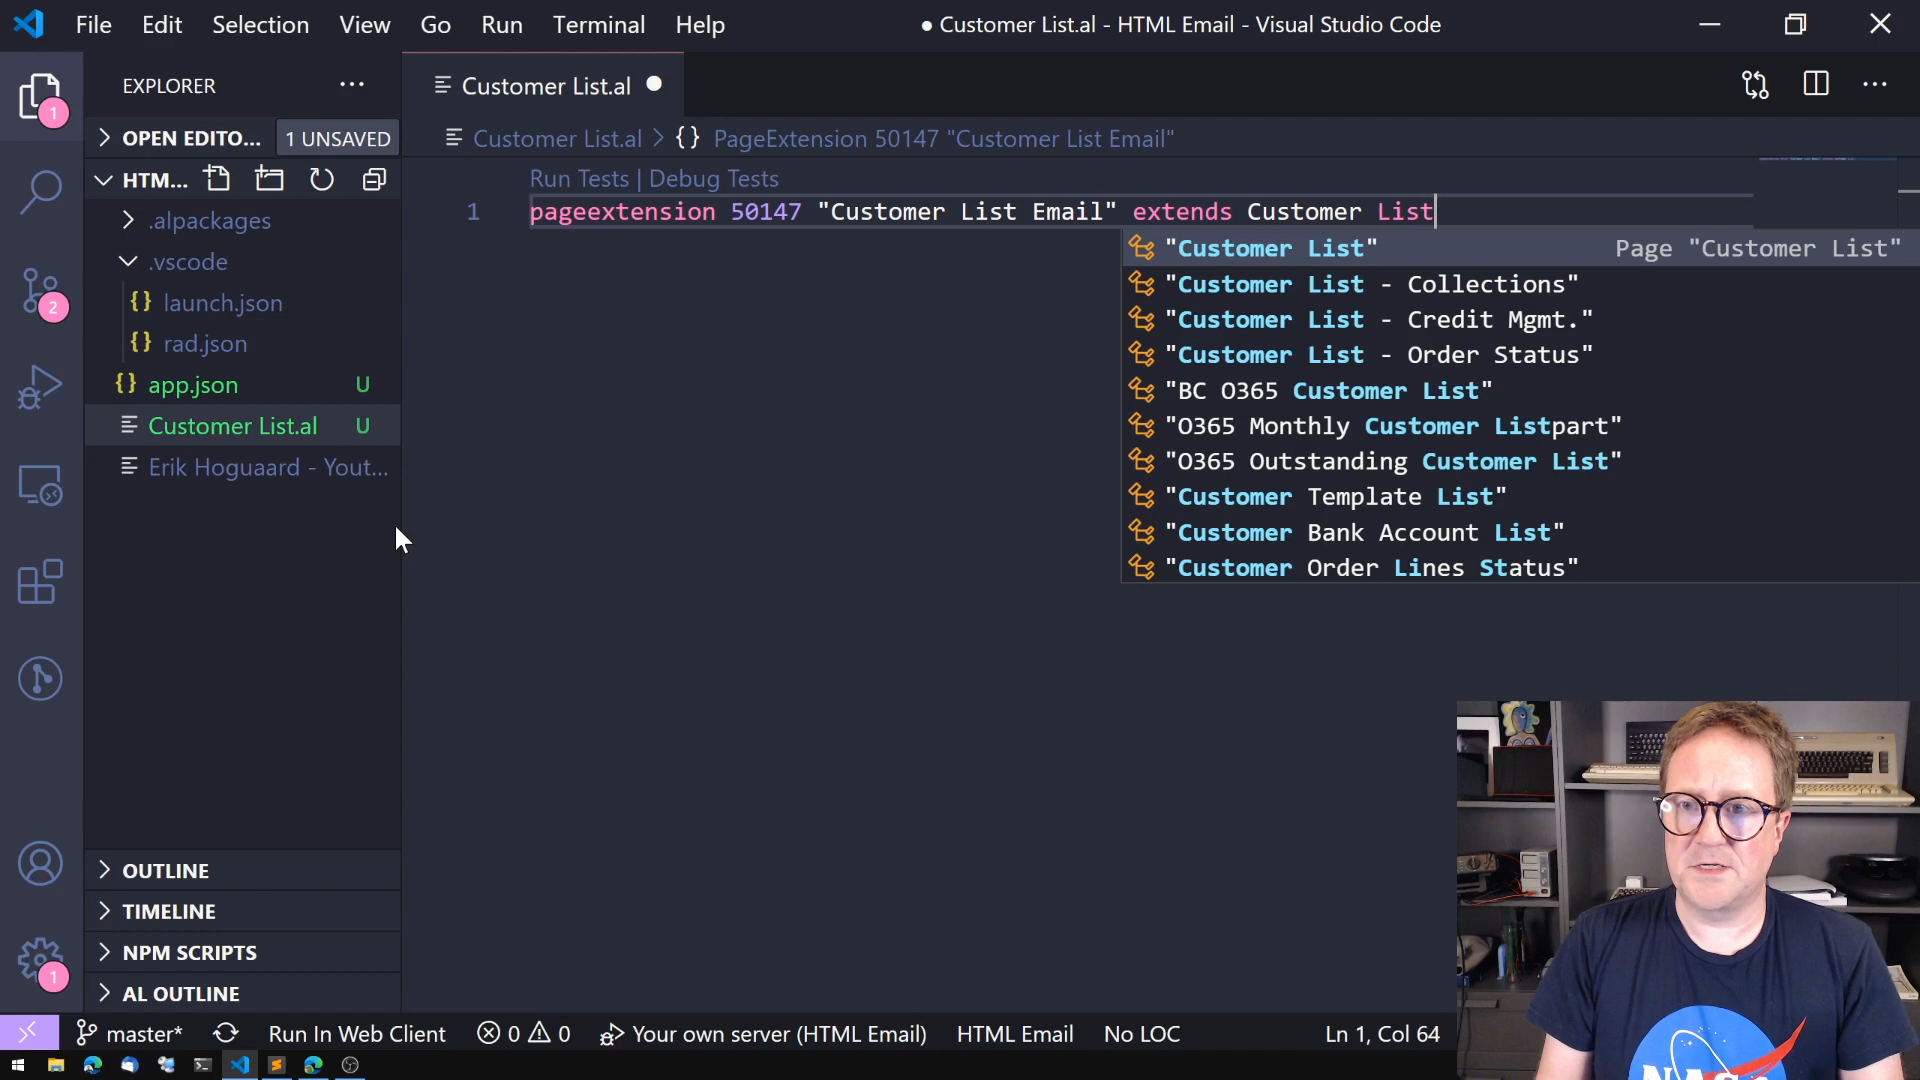 File Edit Selection View Go Run Terminal Help
● Customer List.al - HTML Email - Visual Studio Code
EXPLORER ...
Customer List.al
1
OPEN EDITO... 1 UNSAVED
Customer List.al > {} PageExtension 50147 "Customer List Email"
HTM...
Run Tests | Debug Tests
1 pageextension 50147 "Customer List Email" extends Customer List
.alpackages
.vscode
{} launch.json
{} rad.json
{} app.json U
Customer List.al U
Erik Hoguaard - Yout...
2
"Customer List" Page "Customer List"
"Customer List - Collections"
"Customer List - Credit Mgmt."
"Customer List - Order Status"
"BC O365 Customer List"
"O365 Monthly Customer Listpart"
"O365 Outstanding Customer List"
"Customer Template List"
"Customer Bank Account List"
"Customer Order Lines Status"
OUTLINE
TIMELINE
NPM SCRIPTS
AL OUTLINE
1
master* Run In Web Client 0 0 Your own server (HTML Email) HTML Email No LOC Ln 1, Col 64
NASA